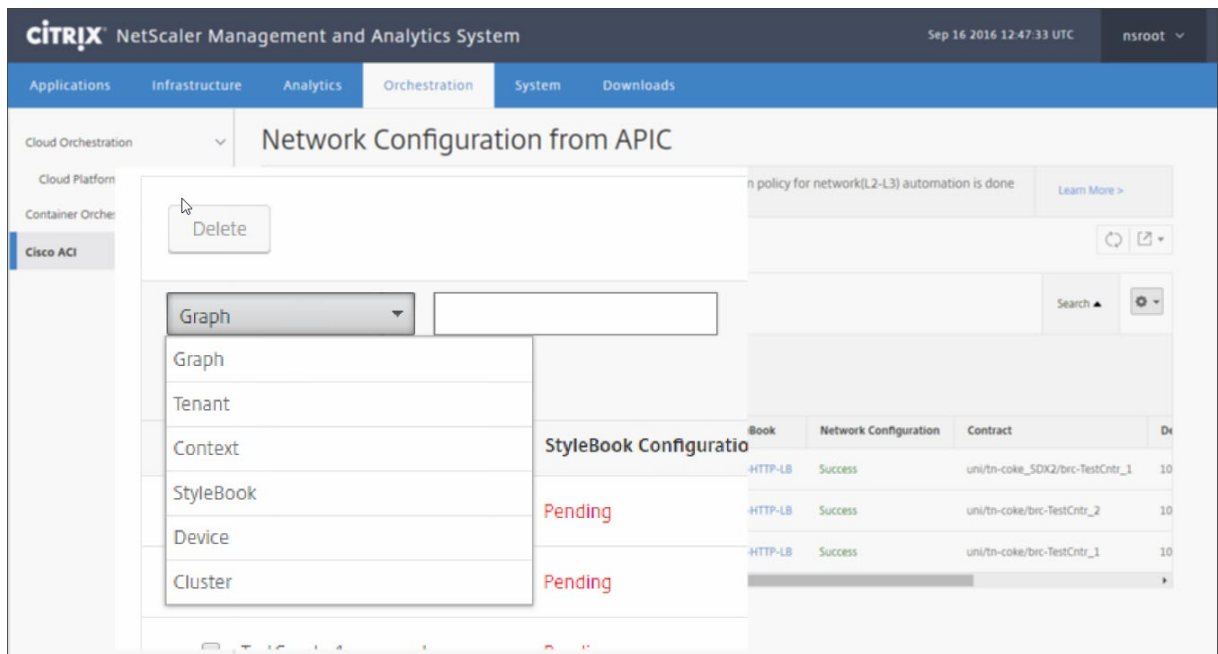 CİTRIX NetScaler Management and Analytics System
Sep 16 2016 12:47:33 UTC
nsroot
Applications Infrastructure Analytics Orchestration System Downloads
Cloud Orchestration
Network Configuration from APIC
Cloud Platforn
policy for network(L2-L3) automation is done
Learn More >
Container Orches
Delete
Cisco ACI
Search
Graph
Graph
Tenant
Context
StyleBook
Device
Cluster
StyleBook Configuratio
Pending
Pending
Book Network Configuration Contract De
-HTTP-LB Success uni/tn-coke_SDX2/brc-TestCntr_1 10
-HTTP-LB Success uni/tn-coke/brc-TestCntr_2 10
-HTTP-LB Success uni/tn-coke/brc-TestCntr_1 10